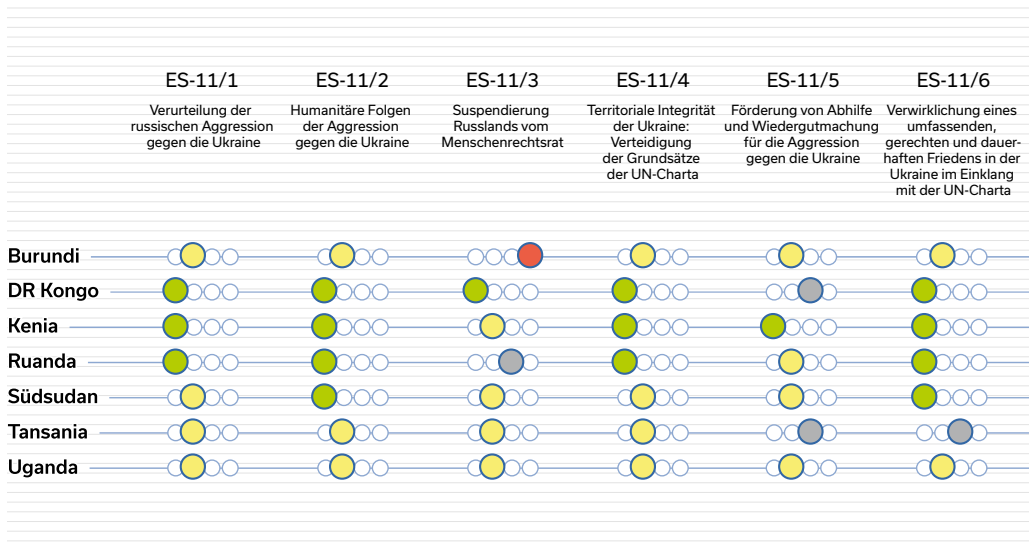 ES-11/1
Verurteilung der
russischen Aggression
gegen die Ukraine
ES-11/2
Humanitäre Folgen
der Aggression
gegen die Ukraine
ES-11/3
Suspendierung
Russlands vom
Menschenrechtsrat
ES-11/4
Territoriale Integrität
der Ukraine:
Verteidigung
der Grundsätze
der UN-Charta
ES-11/5
Förderung von Abhilfe
und Wiedergutmachung
für die Aggression
gegen die Ukraine
ES-11/6
Verwirklichung eines
umfassenden,
gerechten und dauer-
haften Friedens in der
Ukraine im Einklang
mit der UN-Charta
Burundi
DR Kongo
Kenia
Ruanda
Südsudan
Tansania
Uganda